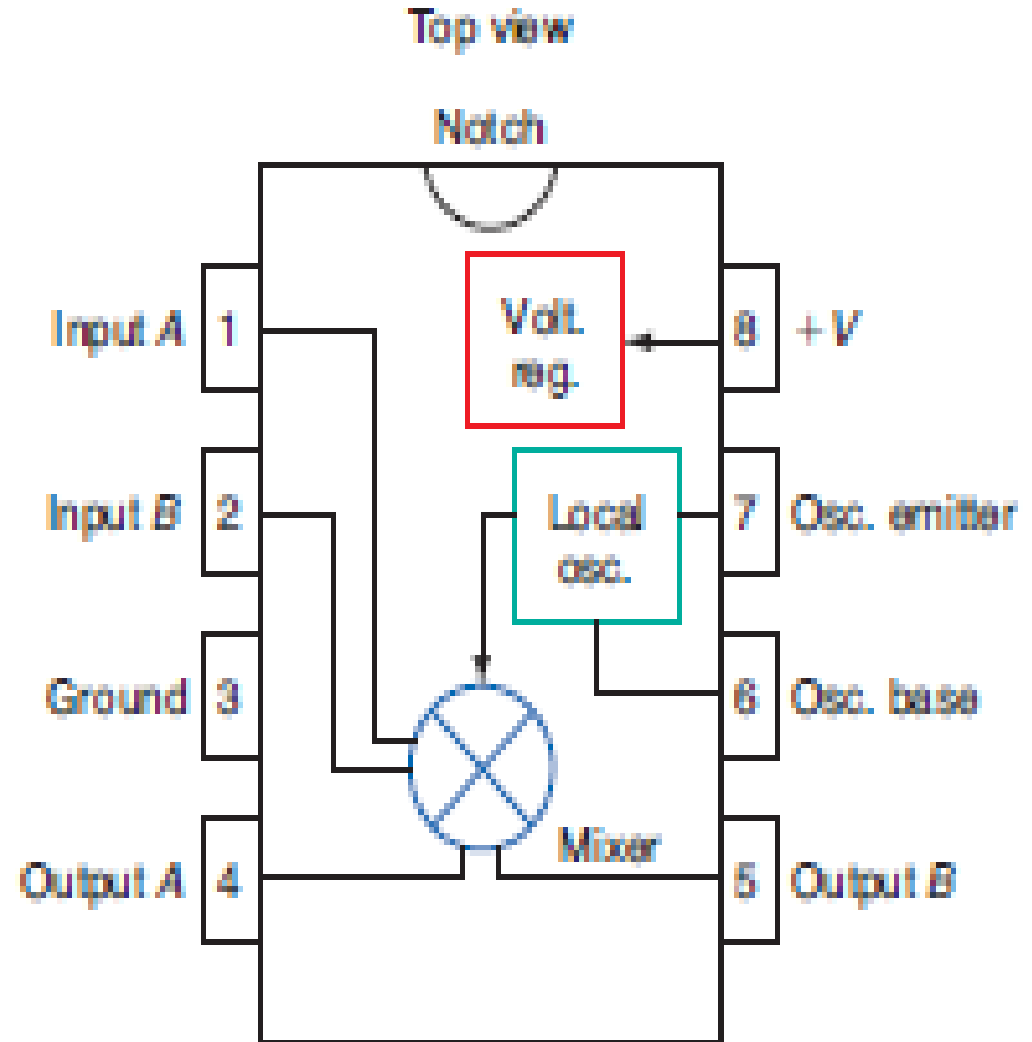 Top view
Notch
Input A 1
Volt.
reg.
8 +V
Input B 2
Local
osc.
7 Osc. emitter
Ground 3
6 Osc. base
Mixer
Output A 4
5 Output B